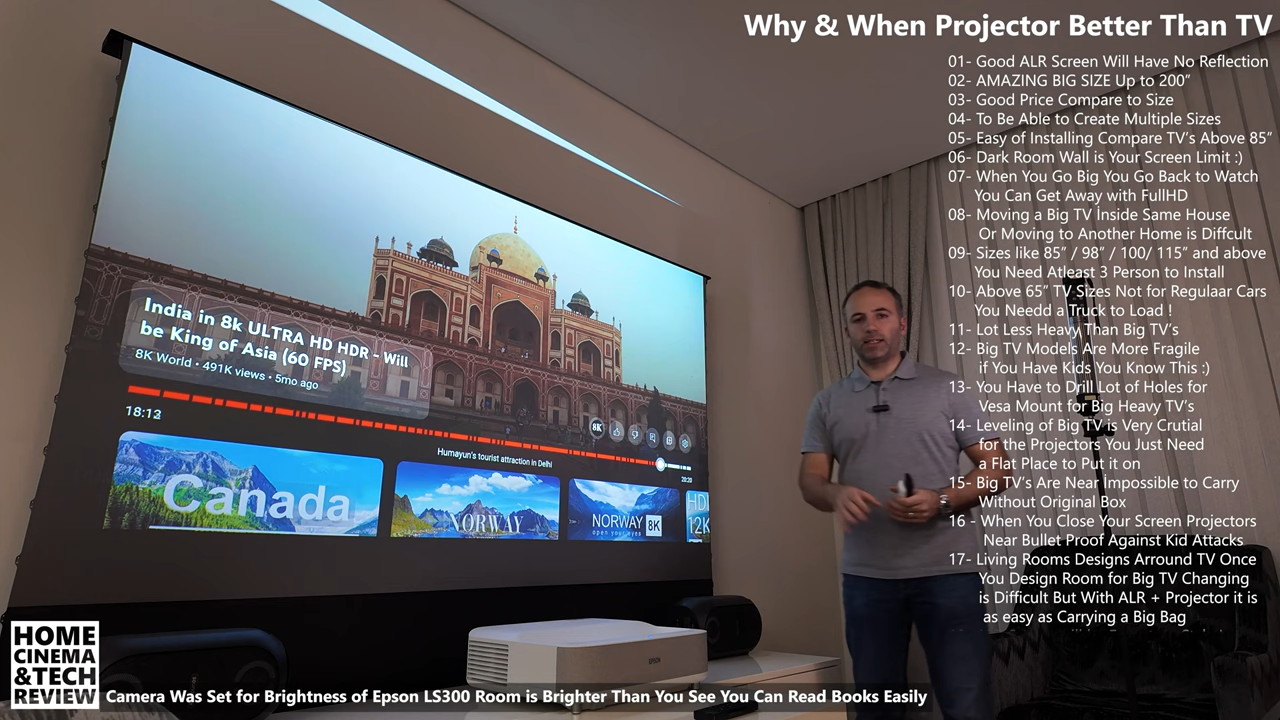 Why & When Projector Better Than TV
01- Good ALR Screen Will Have No Reflection
02- AMAZING BIG SIZE Up to 200”
03- Good Price Compare to Size
04- To Be Able to Create Multiple Sizes
05- Easy of Installing Compare TV’s Above 85”
06- Dark Room Wall is Your Screen Limit :)
07- When You Go Big You Go Back to Watch
You Can Get Away with FullHD
08- Moving a Big TV İnside Same House
Or Moving to Another Home is Diffcult
09- Sizes like 85” / 98” / 100/ 115” and above
You Need Atleast 3 Person to Install
10- Above 65” TV Sizes Not for Regulaar Cars
You Needd a Truck to Load !
11- Lot Less Heavy Than Big TV’s
12- Big TV Models Are More Fragile
if You Have Kids You Know This :)
13- You Have to Drill Lot of Holes for
Vesa Mount for Big Heavy TV’s
14- Leveling of Big TV is Very Crutial
for the Projectors You Just Need
a Flat Place to Put it on
15- Big TV’s Are Near Impossible to Carry
Without Original Box
16 - When You Close Your Screen Projectors
Near Bullet Proof Against Kid Attacks
17- Living Rooms Designs Arround TV Once
You Design Room for Big TV Changing
is Difficult But With ALR + Projector it is
as easy as Carrying a Big Bag
India in 8k ULTRA HD HDR - Will
be King of Asia (60 FPS)
8K World • 491K views • 5mo ago
18:13
8K
Humayun's tourist attraction in Delhi
20:20
Canada
NORWAY
NORWAY 8K
open your eyes
HD
12K
EPSON
HOME
CINEMA
&TECH
REVIEW
Camera Was Set for Brightness of Epson LS300 Room is Brighter Than You See You Can Read Books Easily